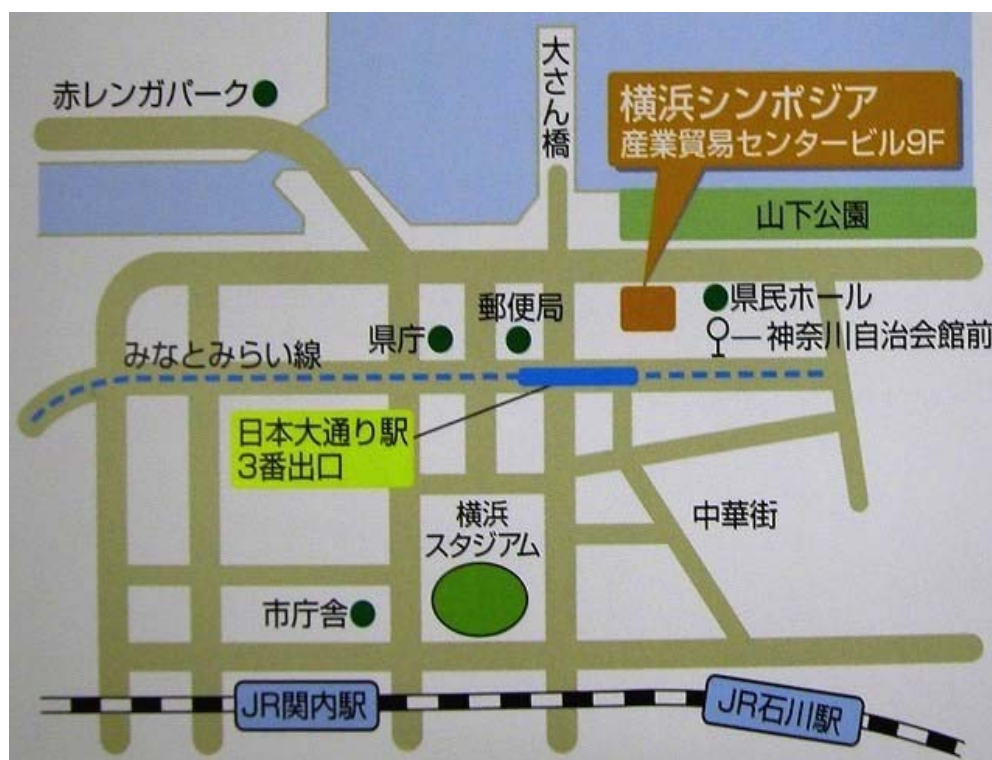 赤レンガパーク
大さん橋
横浜シンポジア
産業貿易センタービル9F
山下公園
郵便局
県民ホール
県庁
神奈川自治会館前
みなとみらい線
日本大通り駅
3番出口
横浜
スタジアム
中華街
市庁舎
JR関内駅
JR石川駅